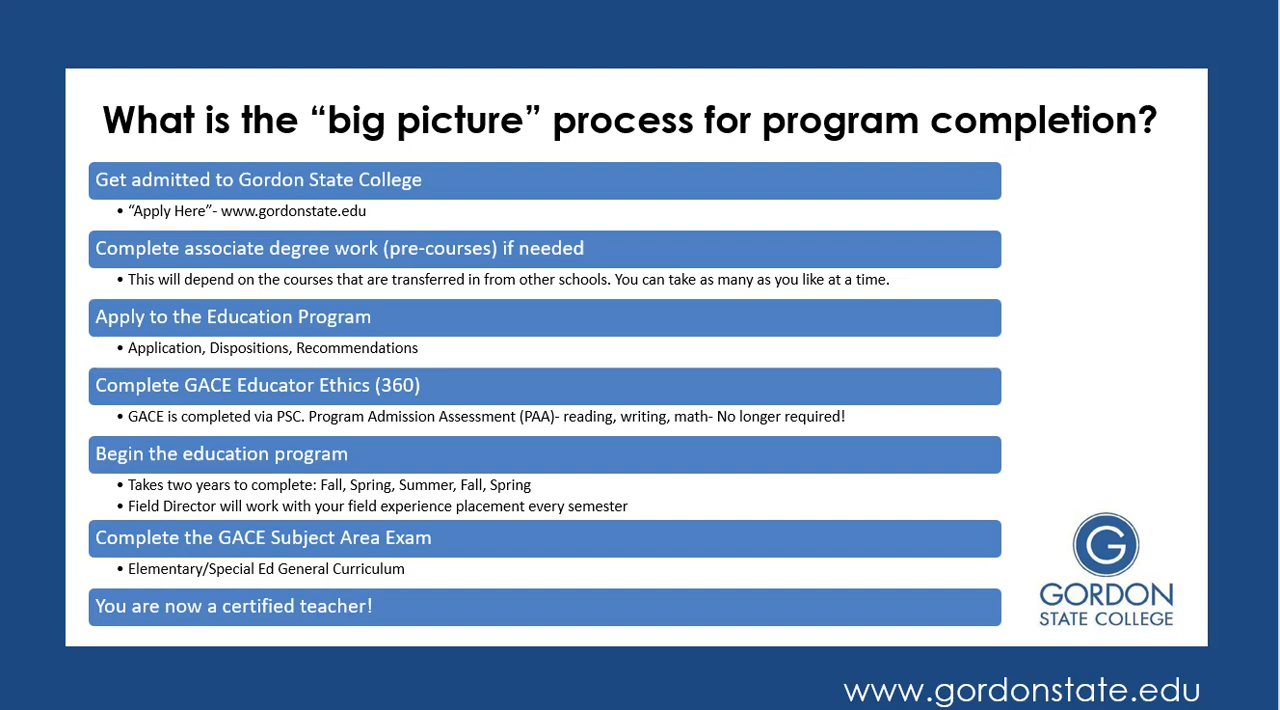 What is the “big picture” process for program completion?
Get admitted to Gordon State College
• “Apply Here”- www.gordonstate.edu
Complete associate degree work (pre-courses) if needed
• This will depend on the courses that are transferred in from other schools. You can take as many as you like at a time.
Apply to the Education Program
• Application, Dispositions, Recommendations
Complete GACE Educator Ethics (360)
• GACE is completed via PSC. Program Admission Assessment (PAA)- reading, writing, math- No longer required!
Begin the education program
• Takes two years to complete: Fall, Spring, Summer, Fall, Spring
• Field Director will work with your field experience placement every semester
Complete the GACE Subject Area Exam
• Elementary/Special Ed General Curriculum
You are now a certified teacher!
G
GORDON
STATE COLLEGE
www.gordonstate.edu